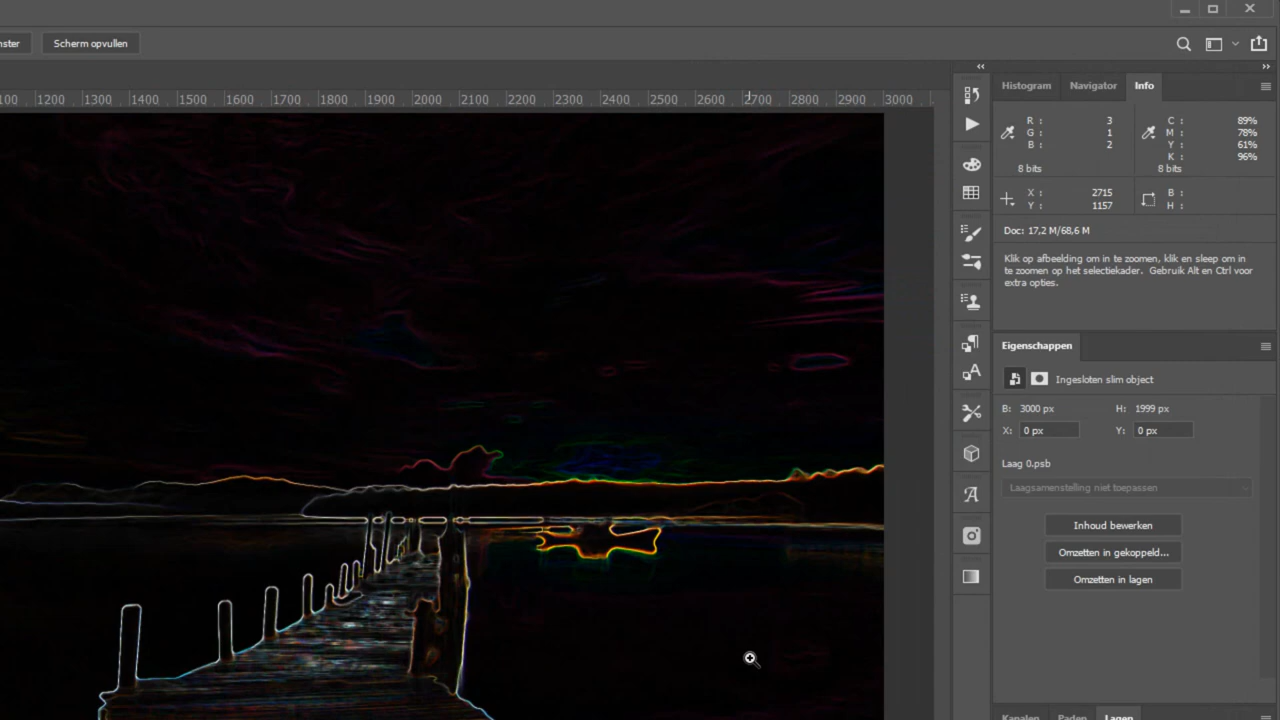 nster Scherm opvullen
100 1200 1300 1400 1500 1600 1700 1800 1900 2000 2100 2200 2300 2400 2500 2600 2700 2800 2900 3000
Histogram Navigator Info
R : 3 C : 89%
G : 1 M : 78%
B : 2 Y : 61%
K : 96%
8 bits 8 bits
X : 2715 B :
Y : 1157 H :
Doc: 17,2 M/68,6 M
Klik op afbeelding om in te zoomen, klik en sleep om in
te zoomen op het selectiekader. Gebruik Alt en Ctrl voor
extra opties.
Eigenschappen
Ingesloten slim object
B: 3000 px H: 1999 px
X: 0 px Y: 0 px
Laag 0.psb
Laagsamenstelling niet toepassen
Inhoud bewerken
Omzetten in gekoppeld...
Omzetten in lagen
Kanalen Paden Lagen